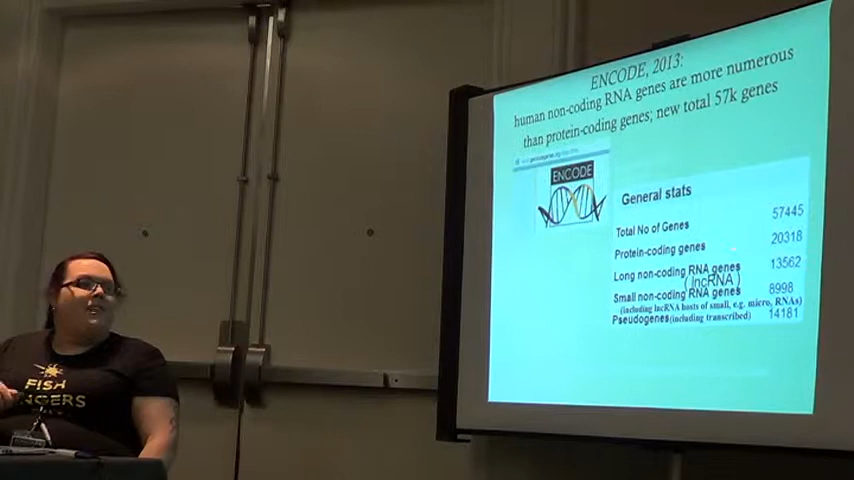 ENCODE, 2013:
human non-coding RNA genes are more numerous
than protein-coding genes; new total 57k genes
ENCODE
General stats
Total No of Genes 57445
Protein-coding genes 20318
Long non-coding RNA genes 13562
(lncRNA)
Small non-coding RNA genes 8998
(including lncRNA hosts of small, e.g. micro, RNAs)
Pseudogenes (including transcribed) 14181
FISH